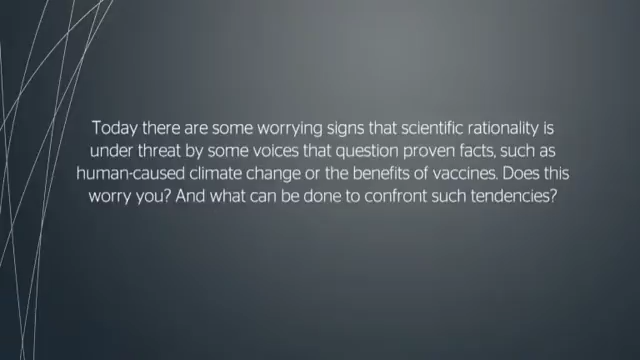 Today there are some worrying signs that scientific rationality is
under threat by some voices that question proven facts, such as
human-caused climate change or the benefits of vaccines. Does this
worry you? And what can be done to confront such tendencies?